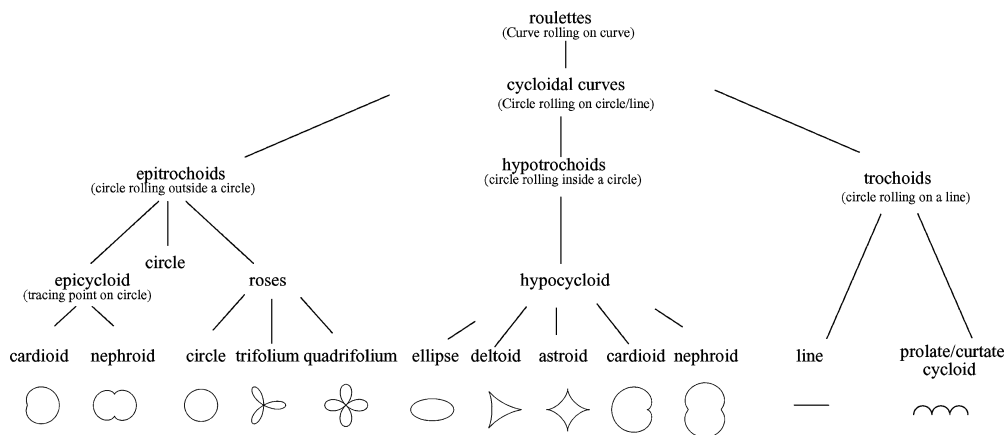 roulettes
(Curve rolling on curve)
cycloidal curves
(Circle rolling on circle/line)
epitrochoids
(circle rolling outside a circle)
hypotrochoids
(circle rolling inside a circle)
trochoids
(circle rolling on a line)
epicycloid
(tracing point on circle)
circle
roses
hypocycloid
cardioid
nephroid
circle
trifolium
quadrifolium
ellipse
deltoid
astroid
cardioid
nephroid
line
prolate/curtate
cycloid